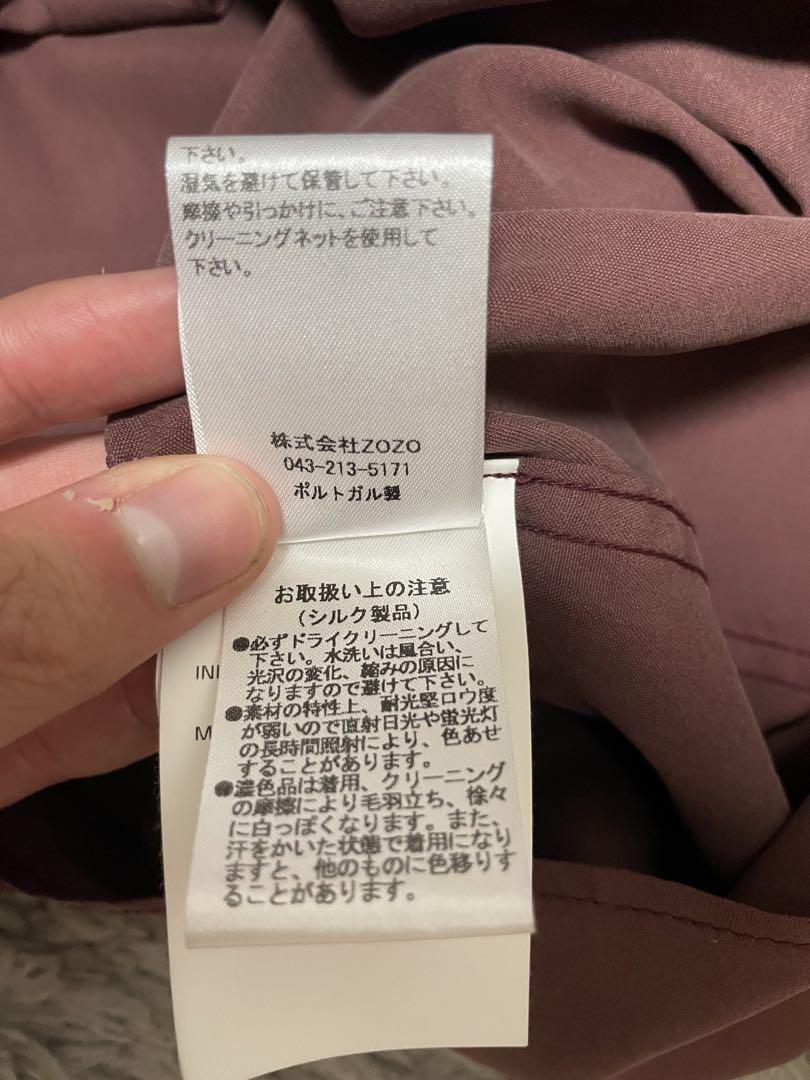 下さい。
湿気を避けて保管して下さい。
摩擦や引っかけに、ご注意下さい。
クリーニングネットを使用して
下さい。
株式会社ZOZO
043-213-5171
ポルトガル製
お取扱い上の注意
(シルク製品)
●必ずドライクリーニングして
下さい。水洗いは風合い、
光沢の変化、縮みの原因に
なりますので避けて下さい。
●素材の特性上、耐光堅ロウ度
が弱いので直射日光や蛍光灯
の長時間照射により、色あせ
することがあります。
●濃色品は着用、クリーニング
の摩擦により毛羽立ち、徐々
に白っぽくなります。また、
汗をかいた状態で着用になり
ますと、他のものに色移りす
ることがあります。